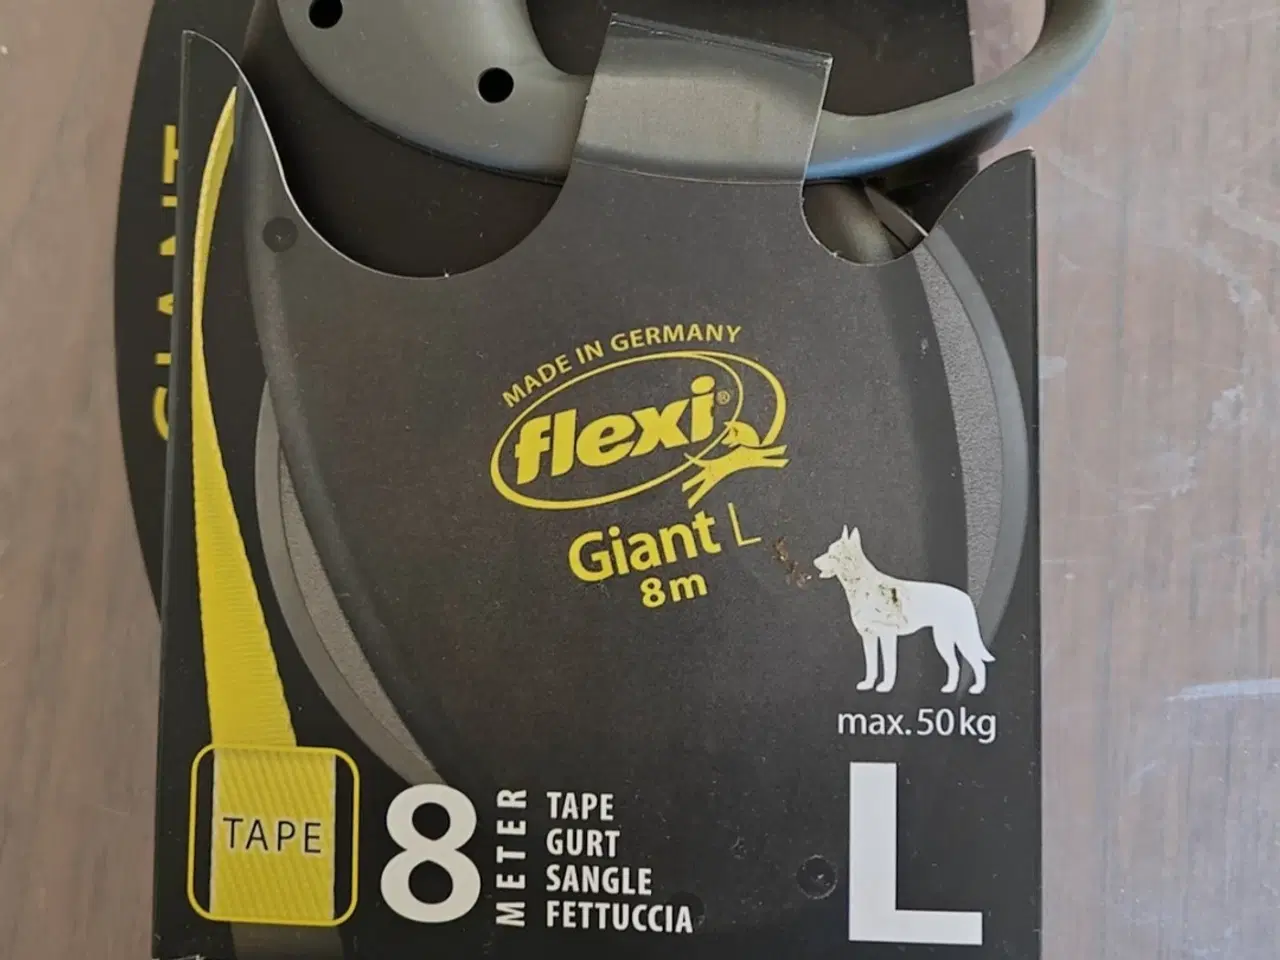 GIANT
MADE IN GERMANY
flexi®
Giant L
8m
max. 50 kg
TAPE
8
METER
TAPE
GURT
SANGLE
FETTUCCIA
L